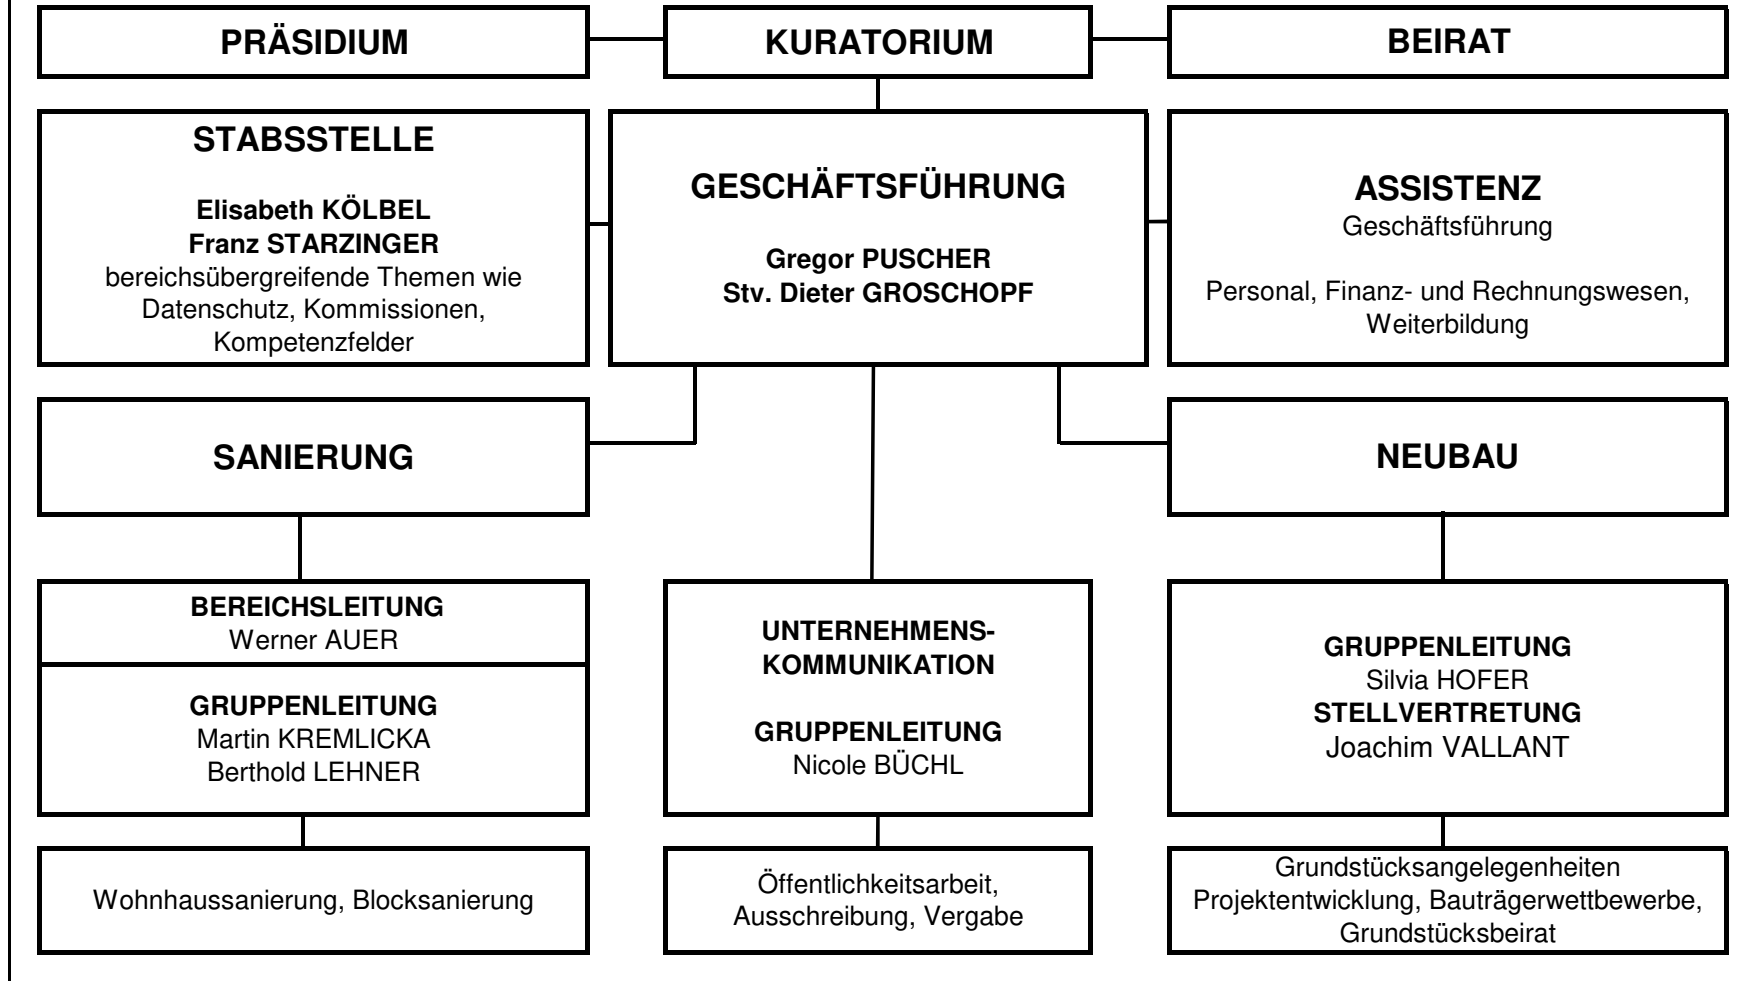 PRÄSIDIUM
KURATORIUM
BEIRAT
STABSSTELLE
Elisabeth KÖLBEL
Franz STARZINGER
bereichsübergreifende Themen wie
Datenschutz, Kommissionen,
Kompetenzfelder
GESCHÄFTSFÜHRUNG
Gregor PUSCHER
Stv. Dieter GROSCHOPF
ASSISTENZ
Geschäftsführung
Personal, Finanz- und Rechnungswesen,
Weiterbildung
SANIERUNG
NEUBAU
BEREICHSLEITUNG
Werner AUER
GRUPPENLEITUNG
Martin KREMLICKA
Berthold LEHNER
UNTERNEHMENS-
KOMMUNIKATION
GRUPPENLEITUNG
Nicole BÜCHL
GRUPPENLEITUNG
Silvia HOFER
STELLVERTRETUNG
Joachim VALLANT
Wohnhaussanierung, Blocksanierung
Öffentlichkeitsarbeit,
Ausschreibung, Vergabe
Grundstücksangelegenheiten
Projektentwicklung, Bauträgerwettbewerbe,
Grundstücksbeirat